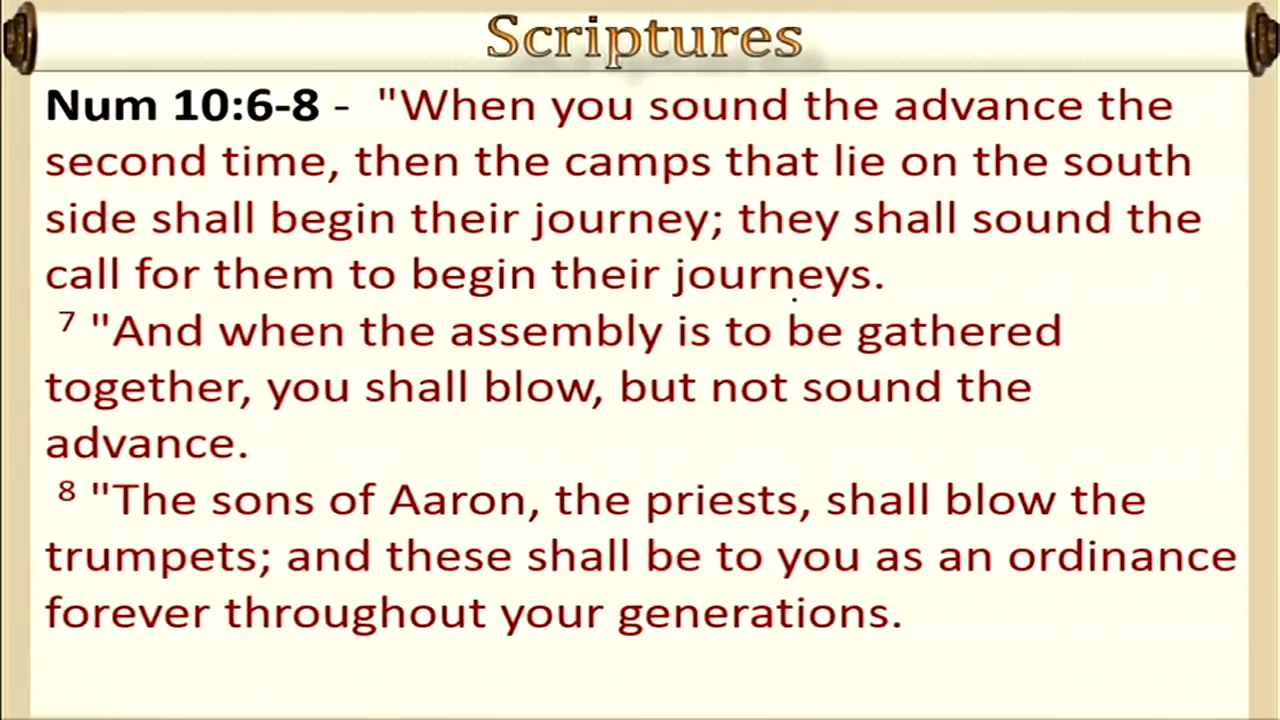 Scriptures
Num 10:6-8 - "When you sound the advance the
second time, then the camps that lie on the south
side shall begin their journey; they shall sound the
call for them to begin their journeys.
7 "And when the assembly is to be gathered
together, you shall blow, but not sound the
advance.
8 "The sons of Aaron, the priests, shall blow the
trumpets; and these shall be to you as an ordinance
forever throughout your generations.